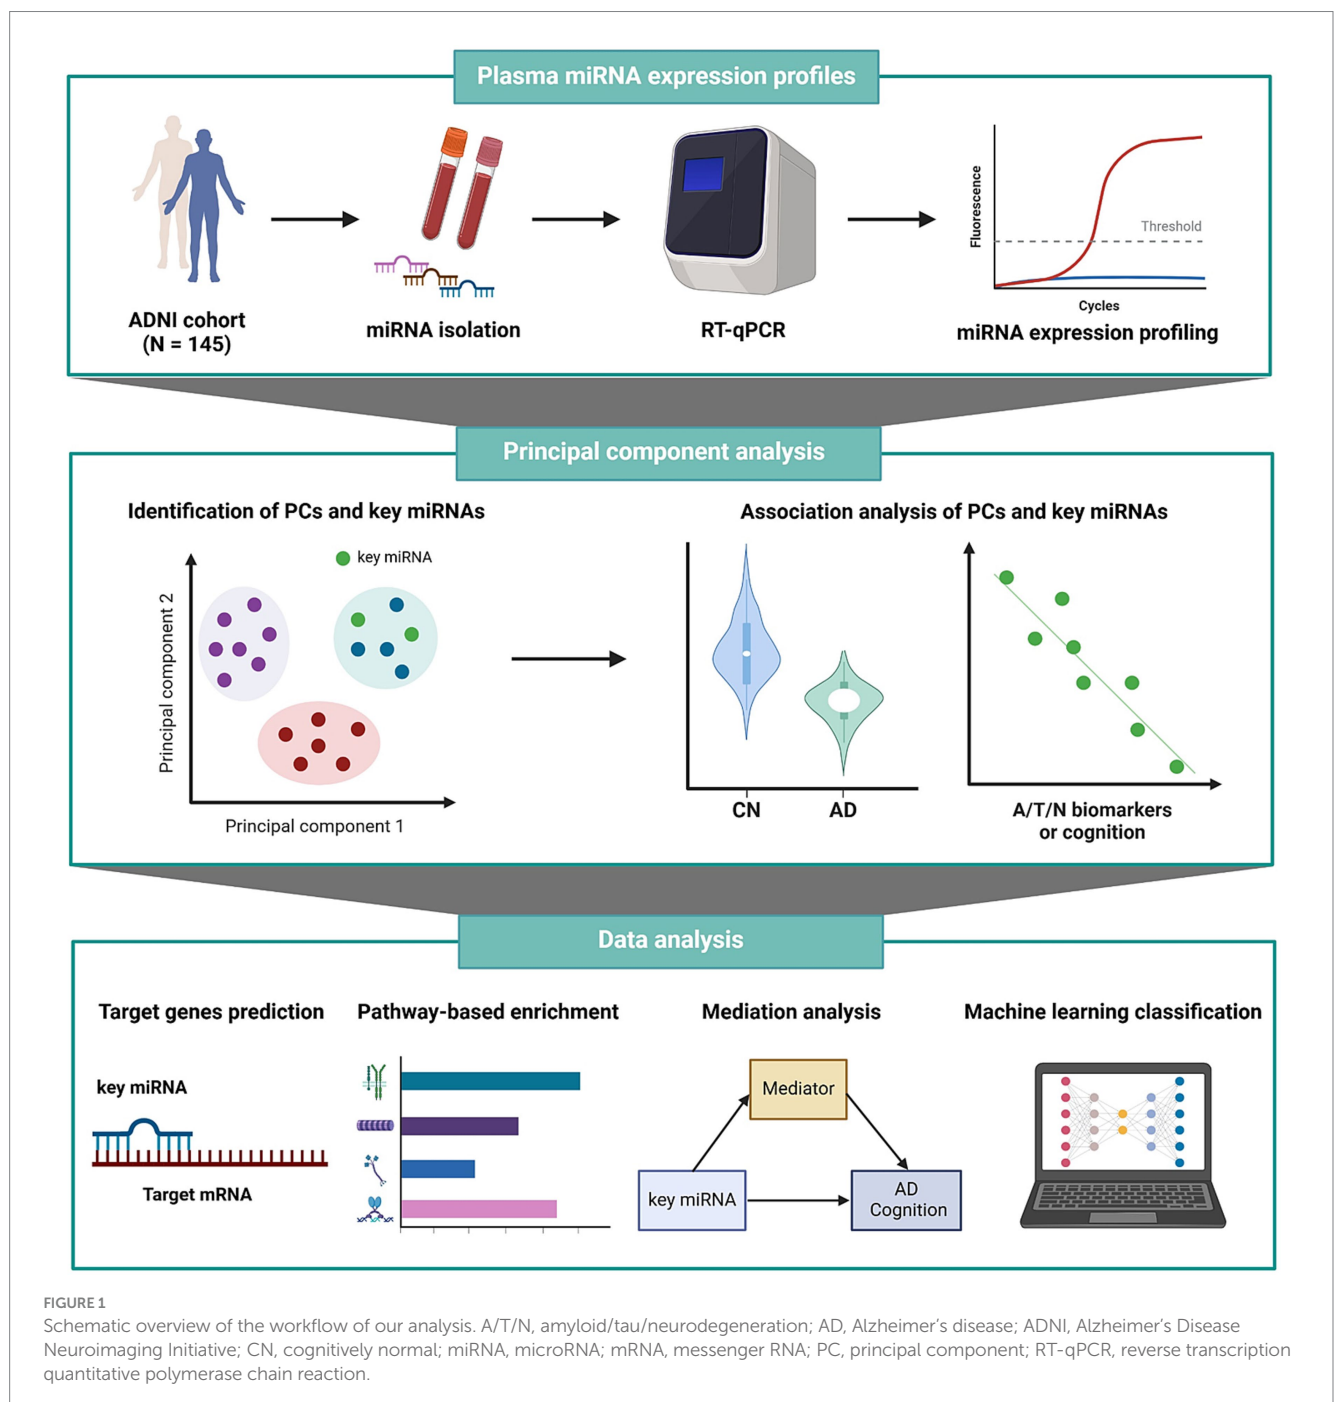 Plasma miRNA expression profiles
ADNI cohort
(N = 145)
miRNA isolation
RT-qPCR
Fluorescence
Threshold
Cycles
miRNA expression profiling
Principal component analysis
Identification of PCs and key miRNAs
key miRNA
Principal component 2
Principal component 1
Association analysis of PCs and key miRNAs
CN
AD
A/T/N biomarkers
or cognition
Data analysis
Target genes prediction
key miRNA
Target mRNA
Pathway-based enrichment
Mediation analysis
Mediator
key miRNA
AD
Cognition
Machine learning classification
FIGURE 1
Schematic overview of the workflow of our analysis. A/T/N, amyloid/tau/neurodegeneration; AD, Alzheimer’s disease; ADNI, Alzheimer’s Disease
Neuroimaging Initiative; CN, cognitively normal; miRNA, microRNA; mRNA, messenger RNA; PC, principal component; RT-qPCR, reverse transcription
quantitative polymerase chain reaction.